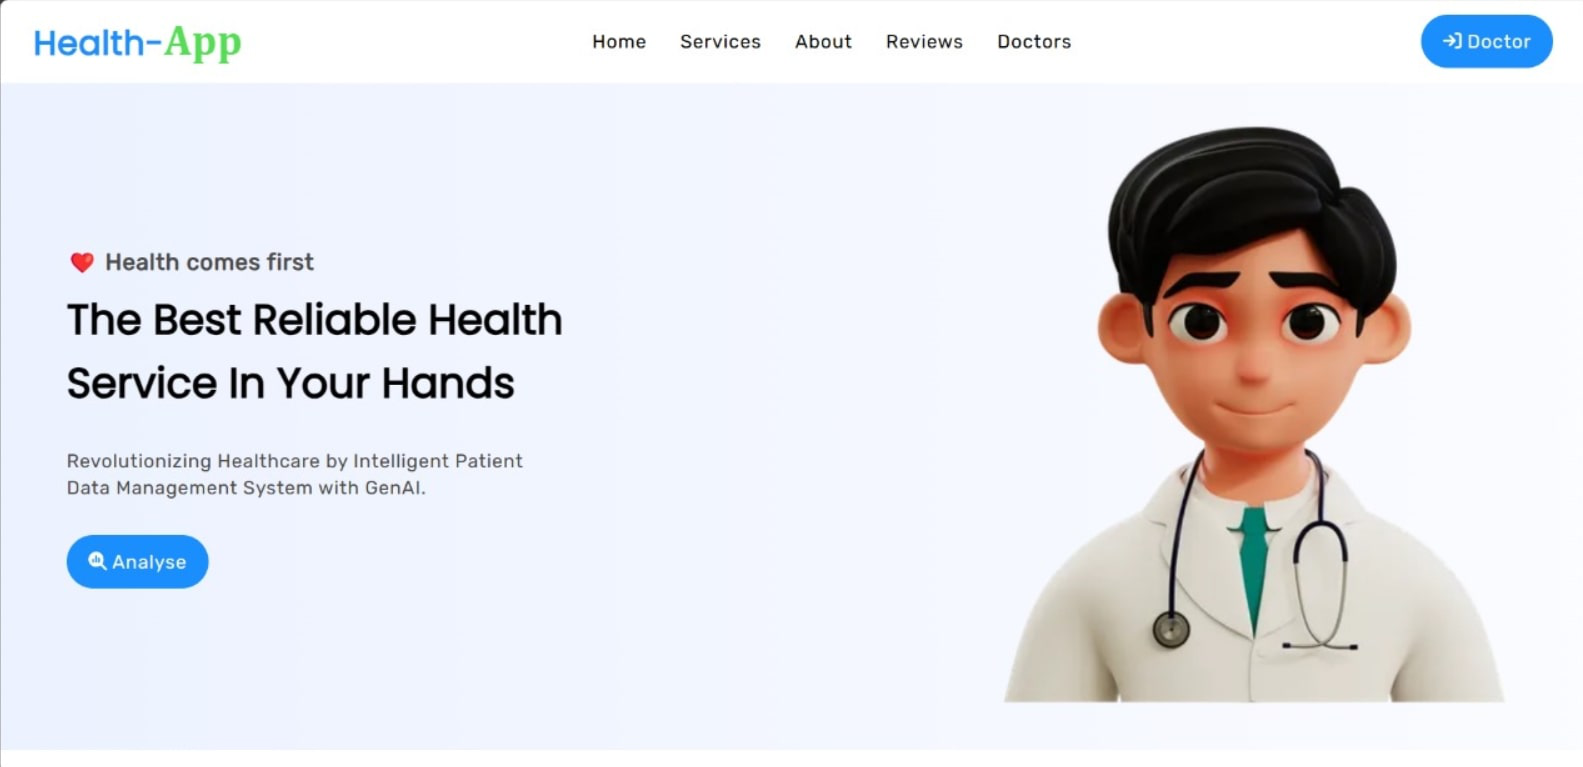 Health-App
Home Services About Reviews Doctors
Doctor
Health comes first
The Best Reliable Health
Service In Your Hands
Revolutionizing Healthcare by Intelligent Patient
Data Management System with GenAI.
Analyse